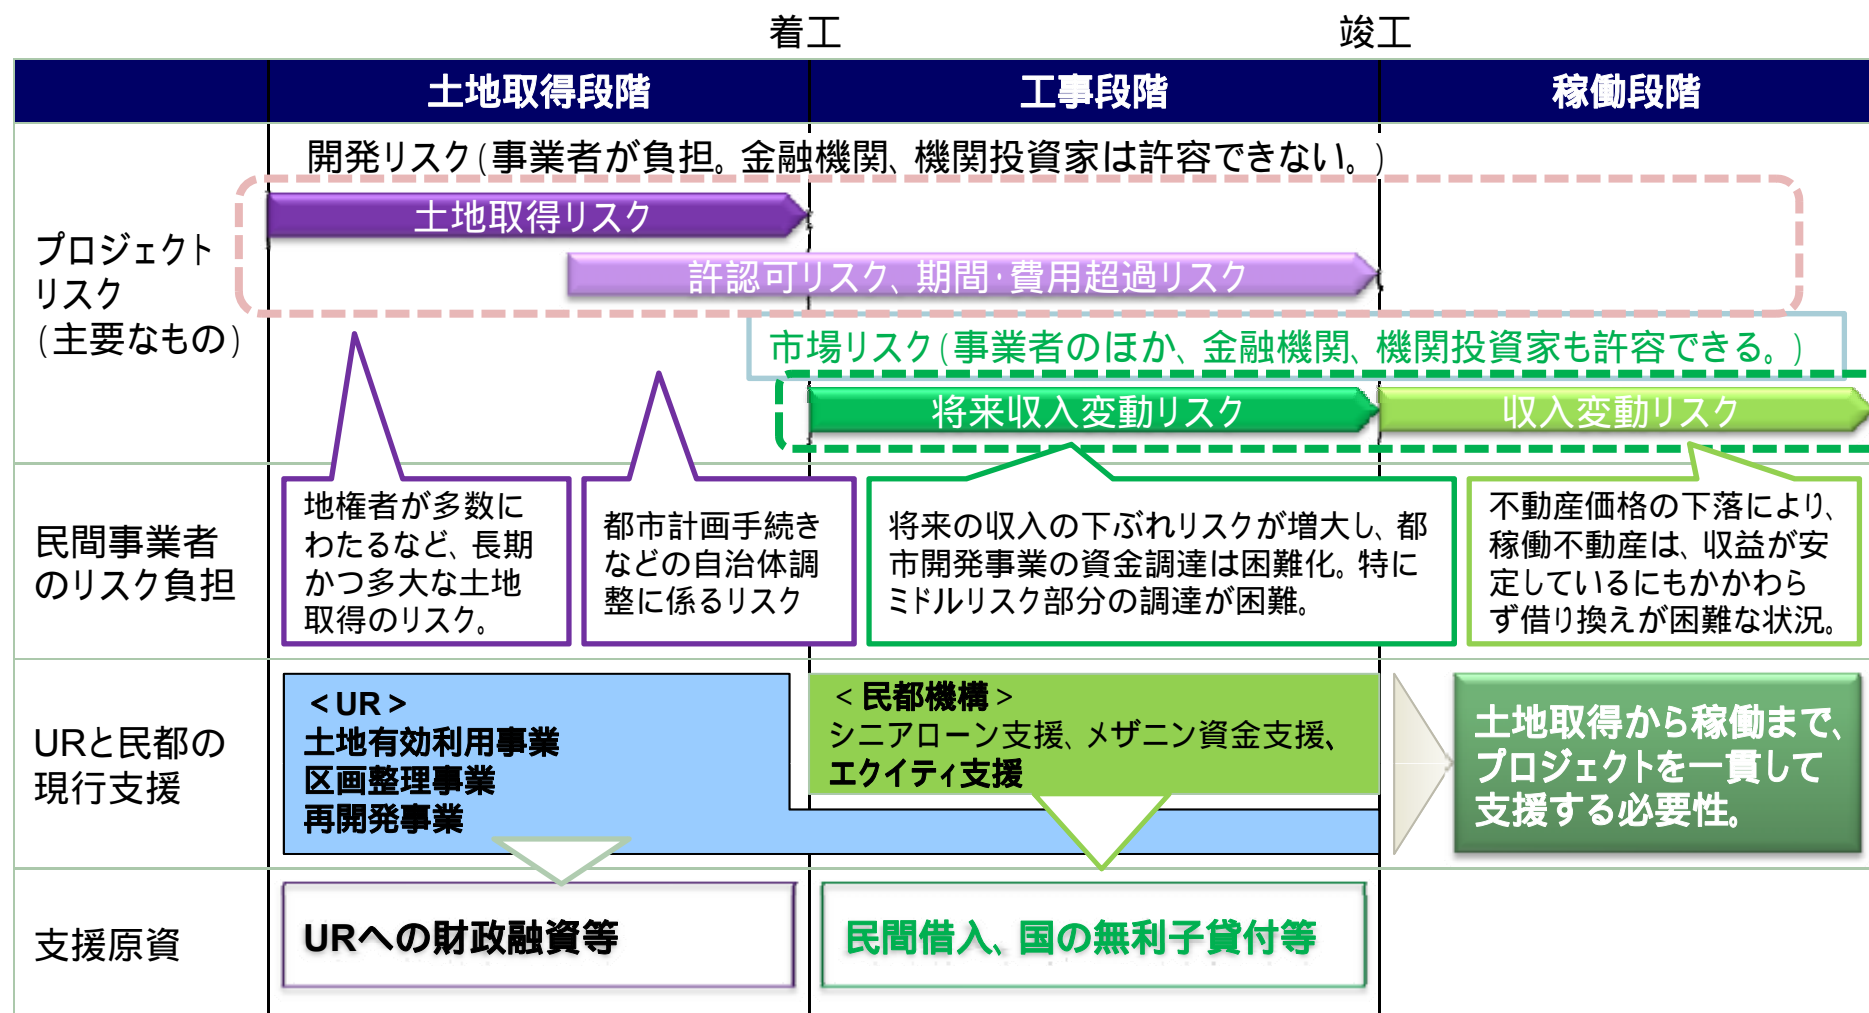 着工
竣工
土地取得段階
工事段階
稼働段階
プロジェクト
リスク
(主要なもの)
開発リスク(事業者が負担。金融機関、機関投資家は許容できない。)
土地取得リスク
許認可リスク、期間・費用超過リスク
市場リスク(事業者のほか、金融機関、機関投資家も許容できる。)
将来収入変動リスク
収入変動リスク
民間事業者
のリスク負担
地権者が多数に
わたるなど、長期
かつ多大な土地
取得のリスク。
都市計画手続き
などの自治体調
整に係るリスク
将来の収入の下ぶれリスクが増大し、都
市開発事業の資金調達は困難化。特に
ミドルリスク部分の調達が困難。
不動産価格の下落により、
稼働不動産は、収益が安
定しているにもかかわら
ず借り換えが困難な状況。
URと民都の
現行支援
<UR>
土地有効利用事業
区画整理事業
再開発事業
<民都機構>
シニアローン支援、メザニン資金支援、
エクイティ支援
土地取得から稼働まで、
プロジェクトを一貫して
支援する必要性。
支援原資
URへの財政融資等
民間借入、国の無利子貸付等